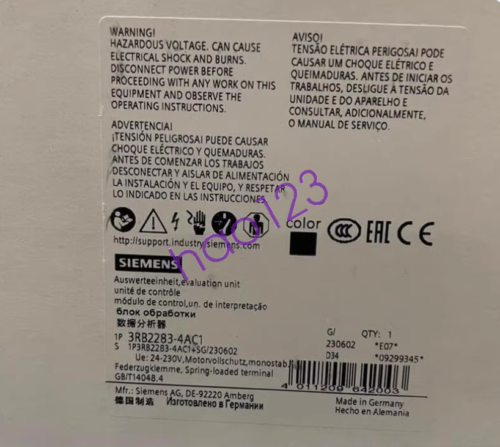 WARNING!
HAZARDOUS VOLTAGE. CAN CAUSE
ELECTRICAL SHOCK AND BURNS.
DISCONNECT POWER BEFORE
PROCEEDING WITH ANY WORK ON THIS
EQUIPMENT AND OBSERVE THE
OPERATING INSTRUCTIONS.
AVISO!
TENSÃO ELÉTRICA PERIGOSA! PODE
CAUSAR UM CHOQUE ELÉTRICO E
QUEIMADURAS. ANTES DE INICIAR OS
TRABALHOS, DESLIGUE À TENSÃO DA
UNIDADE E DO APARELHO E
CONSULTAR, ADICIONALMENTE,
O MANUAL DE SERVIÇO.
ADVERTENCIA!
¡TENSIÓN PELIGROSA! PUEDE CAUSAR
CHOQUE ELÉCTRICO Y QUEMADURAS.
ANTES DE COMENZAR LOS TRABAJOS
DESCONECTAR Y AISLAR DE ALIMENTACIÓN
LA INSTALACIÓN Y EL EQUIPO, Y RESPETAR
LO INDICADO EN LAS INSTRUCCIONES
hao123
color
EAC CE
CCC
http://support.industry.siemens.com
SIEMENS
Auswerteeinheit,evaluation unit
unité de contrôle
módulo de control,un. de interpretação
блок обработки
数据分析器
1P 3RB2283-4AC1
S 1P3RB2283-4AC1+SG/230602
Ue: 24-230V,Motorvollschutz,monostab.
Federzugklemme, Spring-loaded terminal
GB/T14048.4
G/ QTY: 1
230602 *E07*
D34 *09299345*
4 011209 642003
Mfr.: Siemens AG, DE-92220 Amberg
德国制造 Изготовлено в Германии
Made in Germany
Hecho en Alemania